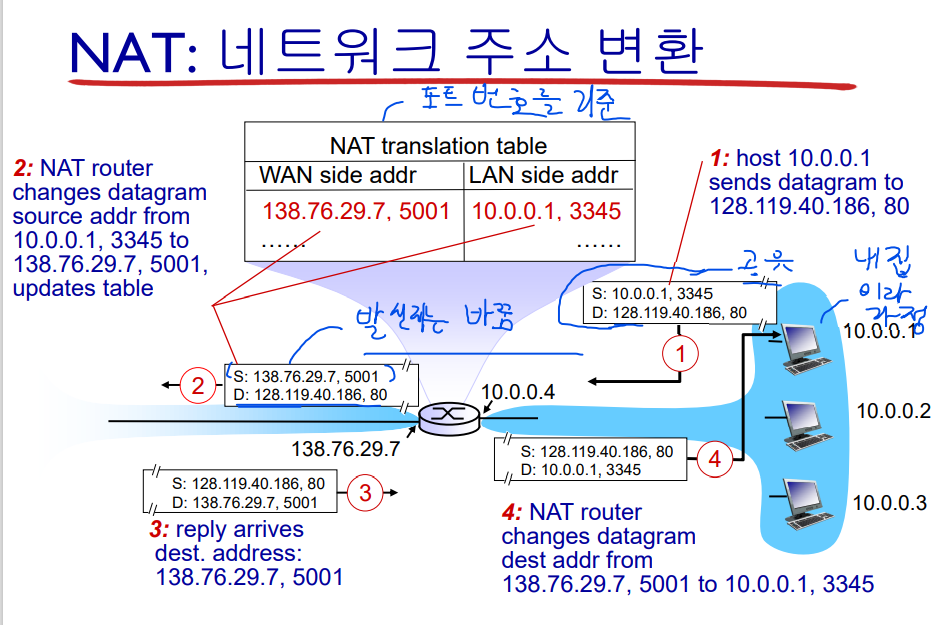 NAT: 네트워크 주소 변환
포트 번호를 기준
NAT translation table
WAN side addr
LAN side addr
138.76.29.7, 5001
10.0.0.1, 3345
......
......
2: NAT router
changes datagram
source addr from
10.0.0.1, 3345 to
138.76.29.7, 5001,
updates table
1: host 10.0.0.1
sends datagram to
128.119.40.186, 80
내 집
이라
가정
S: 10.0.0.1, 3345
D: 128.119.40.186, 80
발신자는 바꿈
1
10.0.0.1
S: 138.76.29.7, 5001
D: 128.119.40.186, 80
2
10.0.0.4
10.0.0.2
138.76.29.7
S: 128.119.40.186, 80
D: 10.0.0.1, 3345
4
S: 128.119.40.186, 80
D: 138.76.29.7, 5001
3
10.0.0.3
3: reply arrives
dest. address:
138.76.29.7, 5001
4: NAT router
changes datagram
dest addr from
138.76.29.7, 5001 to 10.0.0.1, 3345